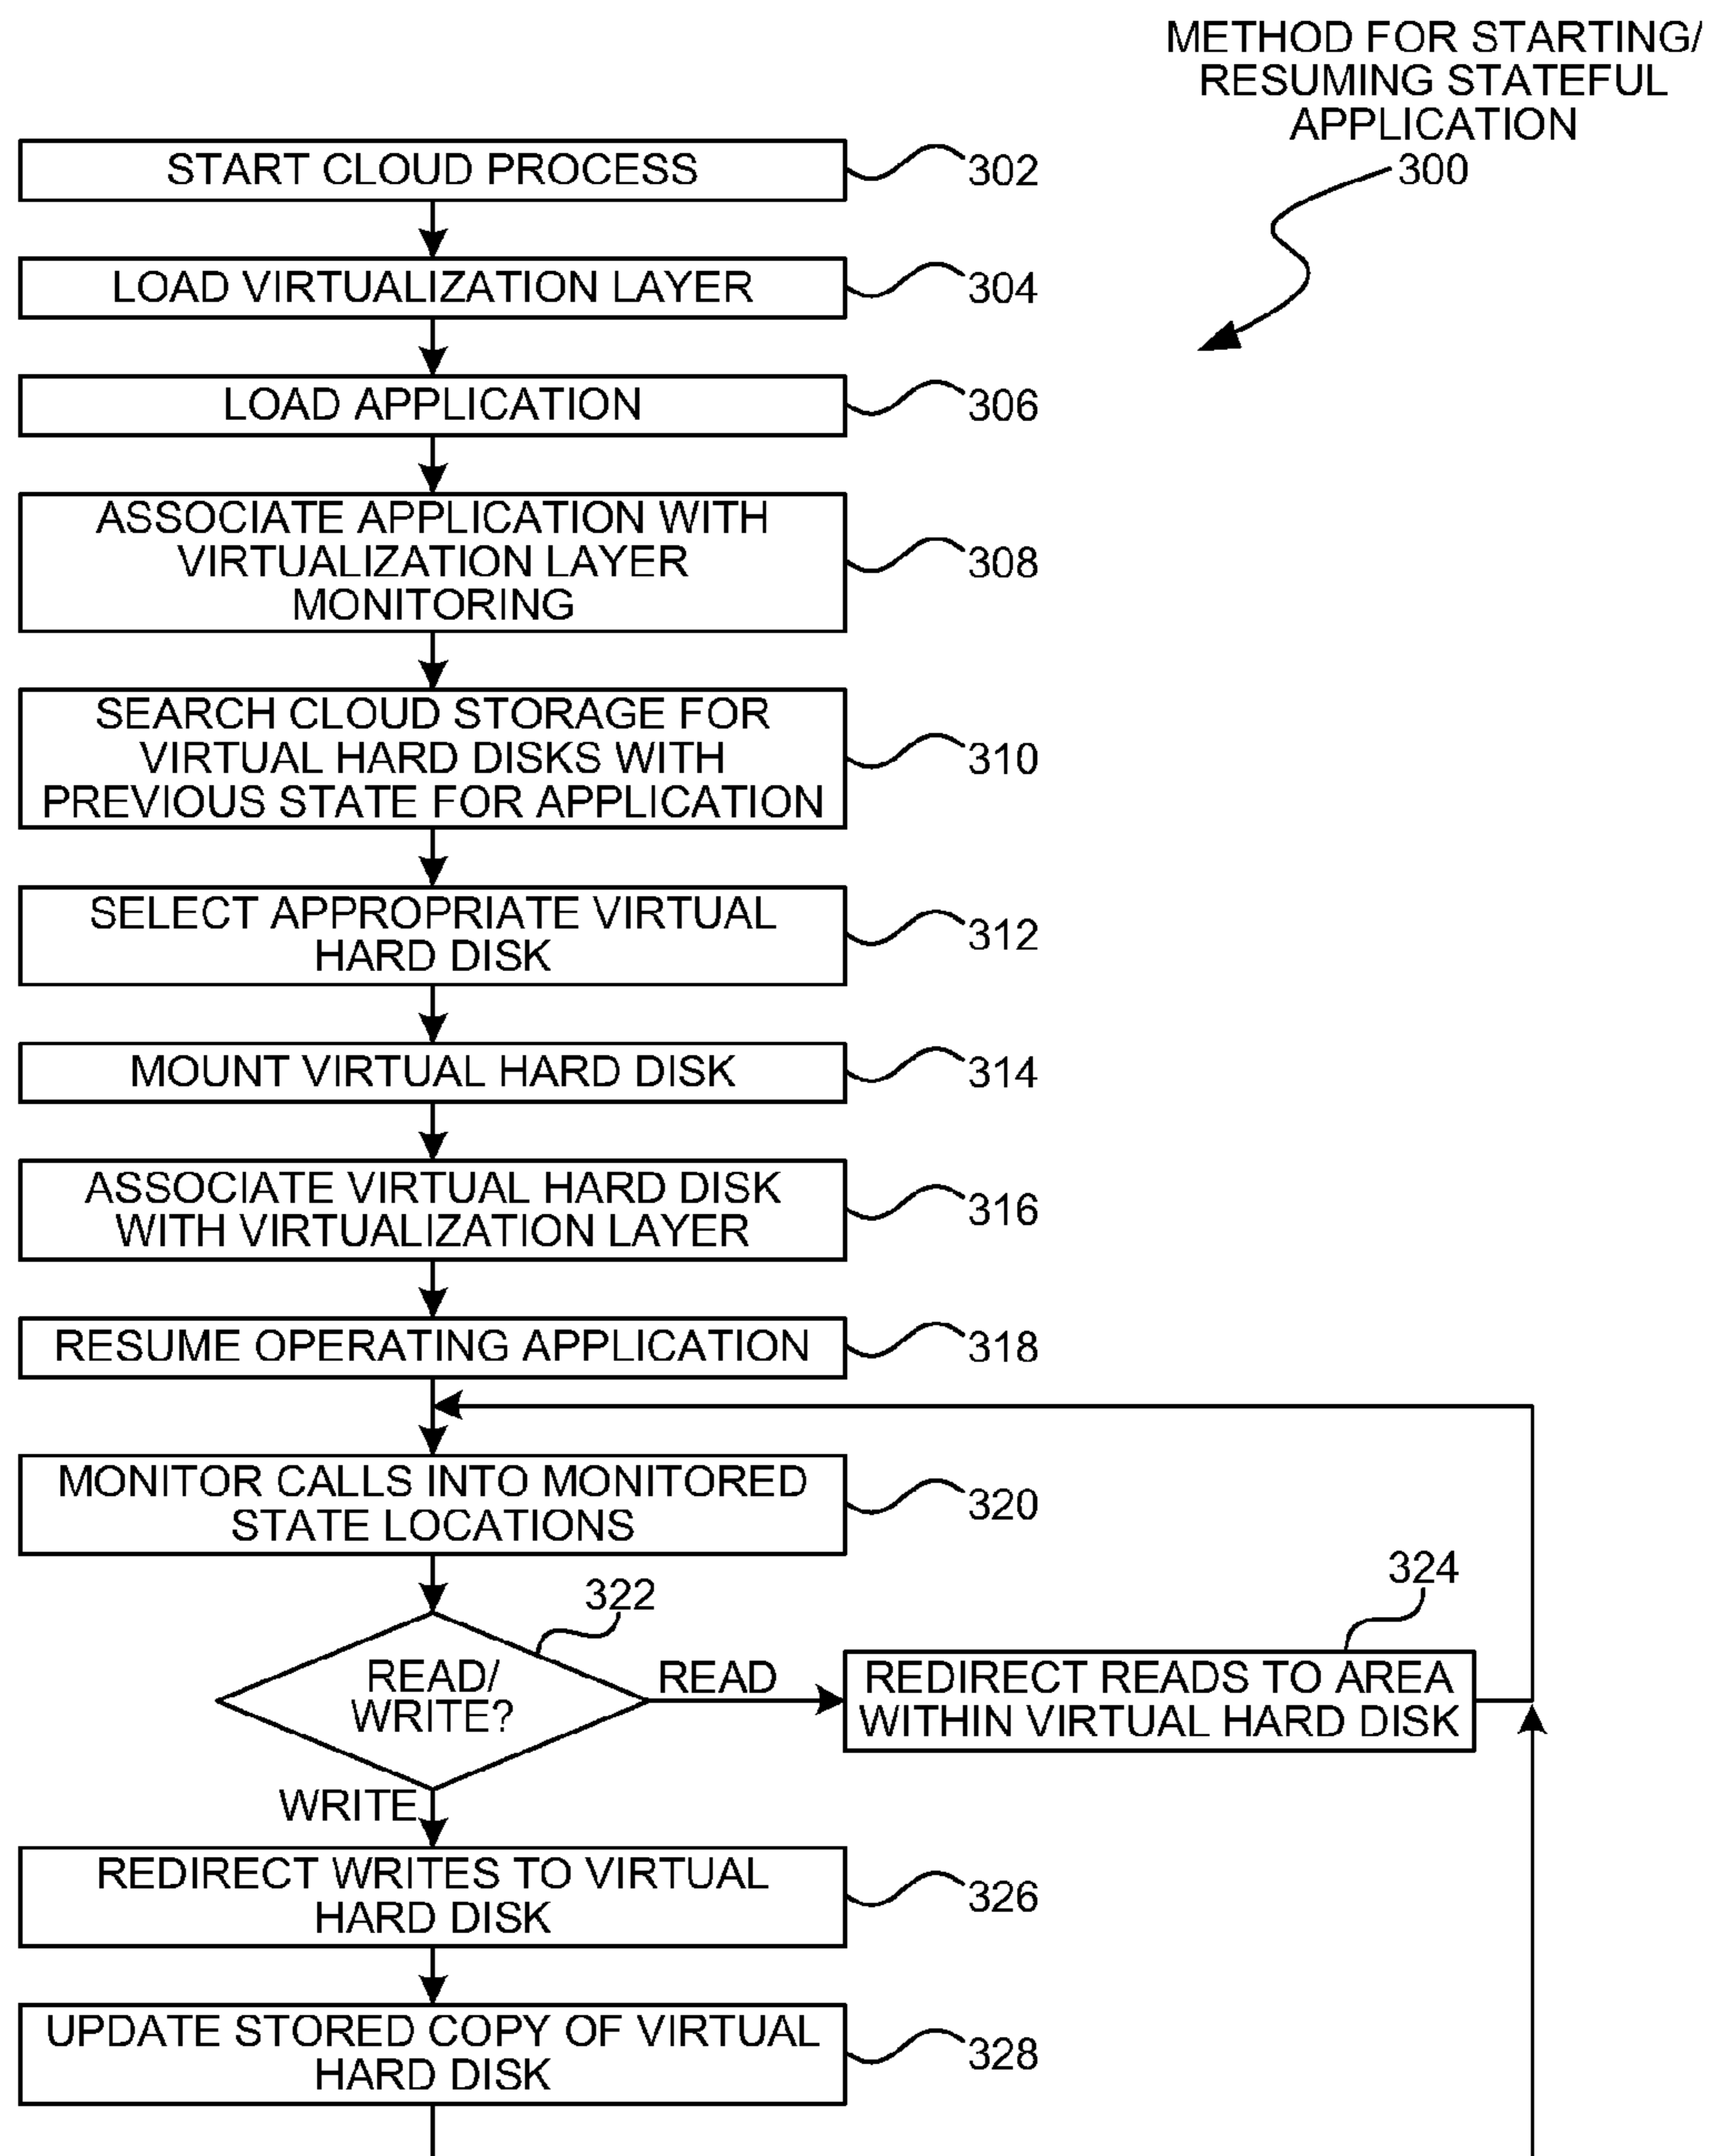 METHOD FOR STARTING/
RESUMING STATEFUL
APPLICATION
300
START CLOUD PROCESS
302
LOAD VIRTUALIZATION LAYER
304
LOAD APPLICATION
306
ASSOCIATE APPLICATION WITH
VIRTUALIZATION LAYER
MONITORING
308
SEARCH CLOUD STORAGE FOR
VIRTUAL HARD DISKS WITH
PREVIOUS STATE FOR APPLICATION
310
SELECT APPROPRIATE VIRTUAL
HARD DISK
312
MOUNT VIRTUAL HARD DISK
314
ASSOCIATE VIRTUAL HARD DISK
WITH VIRTUALIZATION LAYER
316
RESUME OPERATING APPLICATION
318
MONITOR CALLS INTO MONITORED
STATE LOCATIONS
320
322
READ/
WRITE?
READ
324
REDIRECT READS TO AREA
WITHIN VIRTUAL HARD DISK
WRITE
REDIRECT WRITES TO VIRTUAL
HARD DISK
326
UPDATE STORED COPY OF VIRTUAL
HARD DISK
328